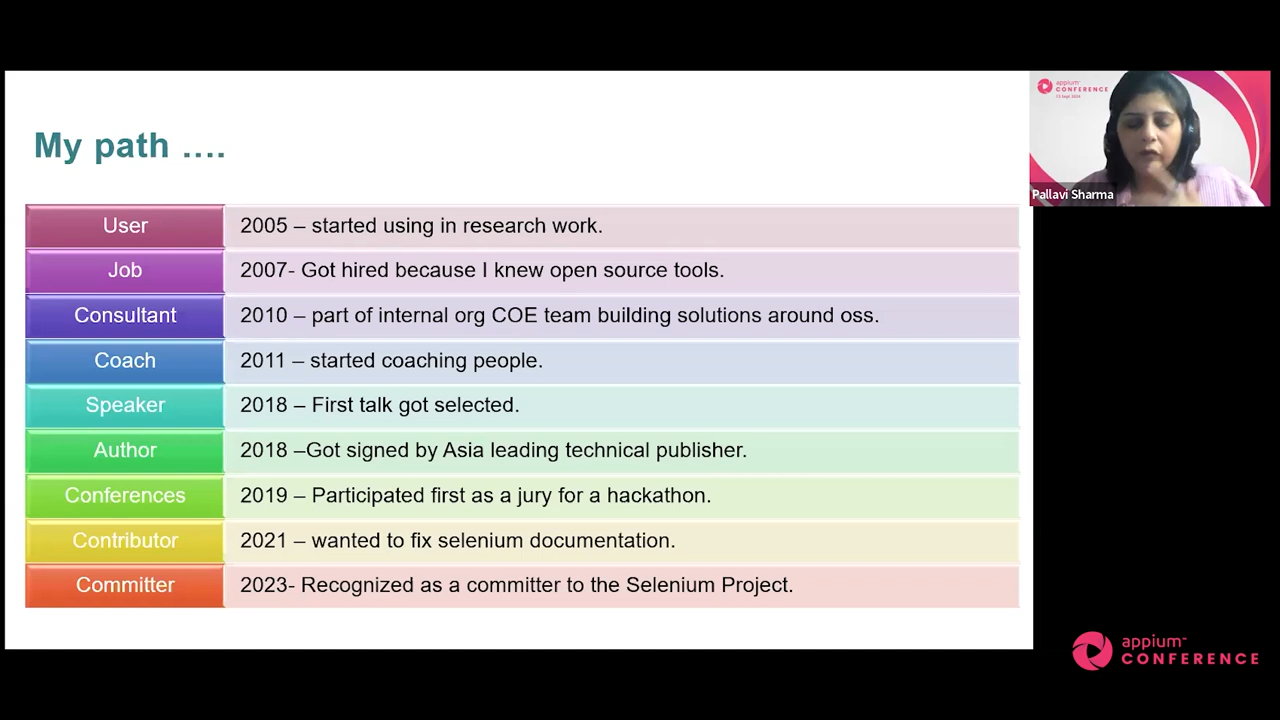 My path ....
User 2005 – started using in research work.
Job 2007- Got hired because I knew open source tools.
Consultant 2010 – part of internal org COE team building solutions around oss.
Coach 2011 – started coaching people.
Speaker 2018 – First talk got selected.
Author 2018 –Got signed by Asia leading technical publisher.
Conferences 2019 – Participated first as a jury for a hackathon.
Contributor 2021 – wanted to fix selenium documentation.
Committer 2023- Recognized as a committer to the Selenium Project.
appium
CONFERENCE
Pallavi Sharma
appium
CONFERENCE